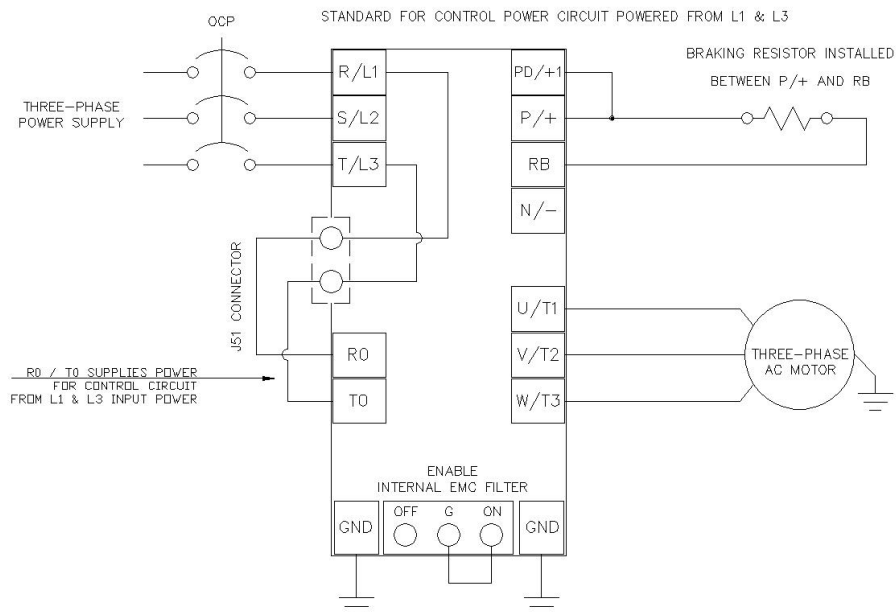 STANDARD FOR CONTROL POWER CIRCUIT POWERED FROM L1 & L3
OCP
BRAKING RESISTOR INSTALLED
BETWEEN P/+ AND RB
THREE-PHASE
POWER SUPPLY
R/L1
S/L2
T/L3
PD/+1
P/+
RB
N/-
J51 CONNECTOR
U/T1
V/T2
W/T3
THREE-PHASE
AC MOTOR
R0
T0
R0 / T0 SUPPLIES POWER
FOR CONTROL CIRCUIT
FROM L1 & L3 INPUT POWER
ENABLE
INTERNAL EMC FILTER
GND
OFF
G
ON
GND